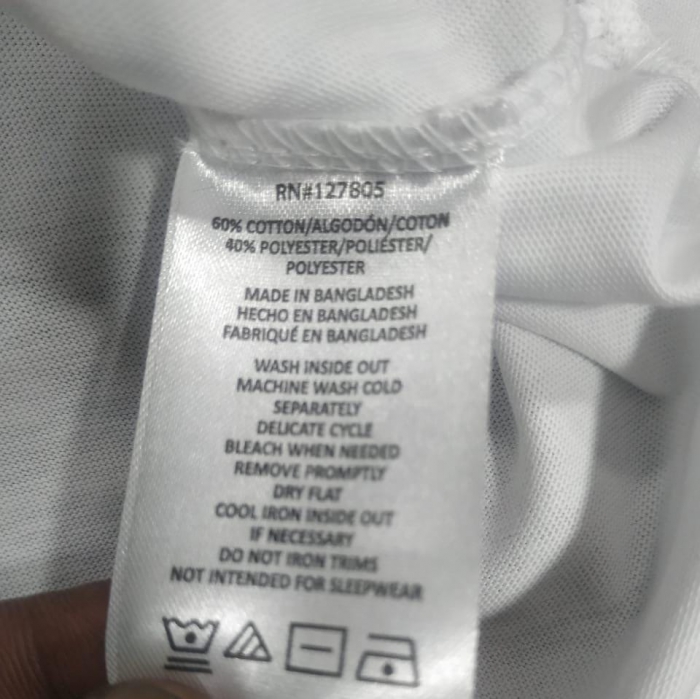 RN#127805
60% COTTON/ALGODÓN/COTON
40% POLYESTER/POLIÉSTER/
POLYESTER
MADE IN BANGLADESH
HECHO EN BANGLADESH
FABRIQUÉ EN BANGLADESH
WASH INSIDE OUT
MACHINE WASH COLD
SEPARATELY
DELICATE CYCLE
BLEACH WHEN NEEDED
REMOVE PROMPTLY
DRY FLAT
COOL IRON INSIDE OUT
IF NECESSARY
DO NOT IRON TRIMS
NOT INTENDED FOR SLEEPWEAR